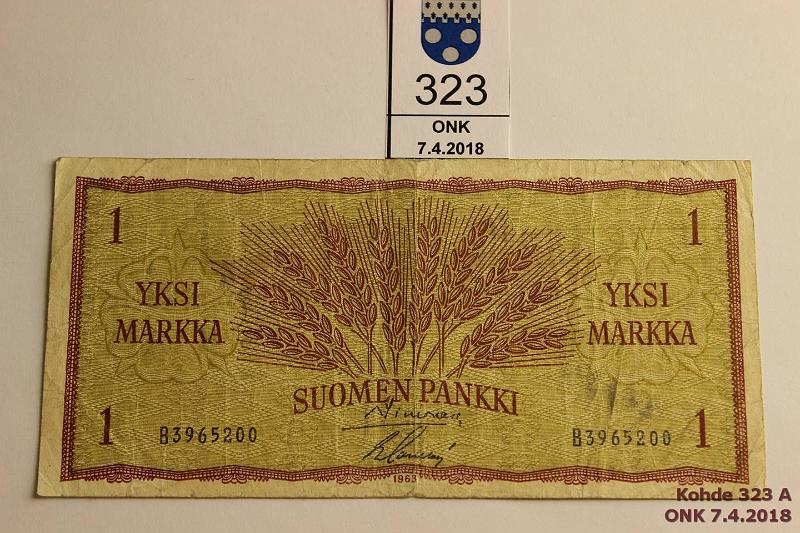 323
ONK
7.4.2018
1 1
YKSI MARKKA
YKSI MARKKA
SUOMEN PANKKI
1 B3965200 B3965200 1
1963
Kohde 323 A
ONK 7.4.2018